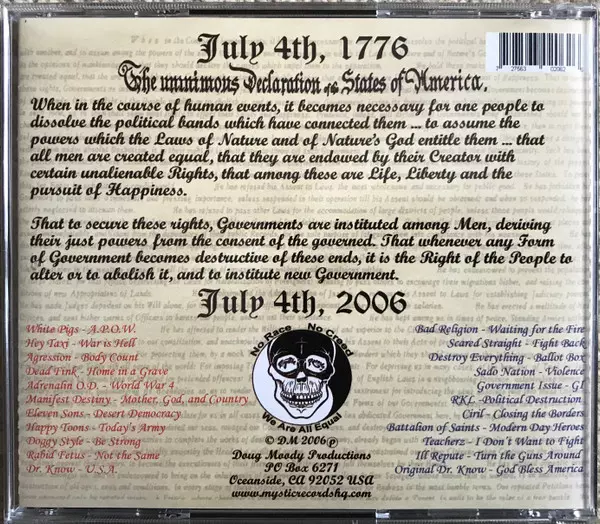 July 4th, 1776
7 27563 02062
The unnimons Declaration of the States of America.
When in the course of human events, it becomes necessary for one people to
dissolve the political bands which have connected them ... to assume the
powers which the Laws of Nature and of Nature's God entitle them ... that
all men are created equal, that they are endowed by their Creator with
certain unalienable Rights, that among these are Life, Liberty and the
pursuit of Happiness.
That to secure these rights, Governments are instituted among Men, deriving
their just powers from the consent of the governed. That whenever any Form
of Government becomes destructive of these ends, it is the Right of the People to
alter or to abolish it, and to institute new Government.
July 4th, 2006
White Pigs - A.P.O.W.
Hey Taxi - War is Hell
Agression - Body Count
Dead Fink - Home in a Grave
Adrenalin O.D. - World War 4
Manifest Destiny - Mother, God, and Country
Eleven Sons - Desert Democracy
Happy Toons - Today's Army
Doggy Style - Be Strong
Rabid Fetus - Not the Same
Dr. Know - U.S.A.
No Race No Creed
We Are All Equal
© D.M 2006 ℗
Doug Moody Productions
PO Box 6271
Oceanside, CA 92052 USA
www.mysticrecordshq.com
Bad Religion - Waiting for the Fire
Scared Straight - Fight Back
Destroy Everything - Ballot Box
Sado Nation - Violence
Government Issue - G.I
RKL - Political Destruction
Ciril - Closing the Borders
Battalion of Saints - Modern Day Heroes
Teacherz - I Don't Want to Fight
Ill Repute - Turn the Guns Around
Original Dr. Know - God Bless America